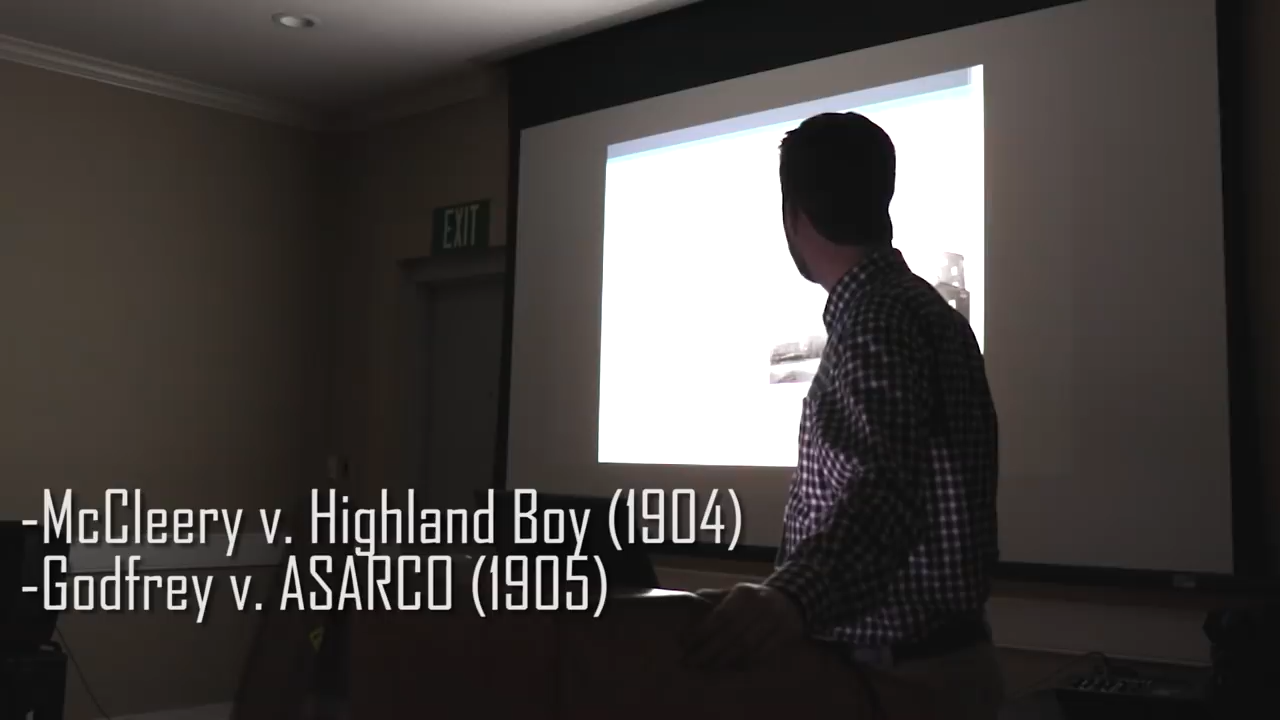 EXIT
-McCleery v. Highland Boy (1904)
-Godfrey v. ASARCO (1905)